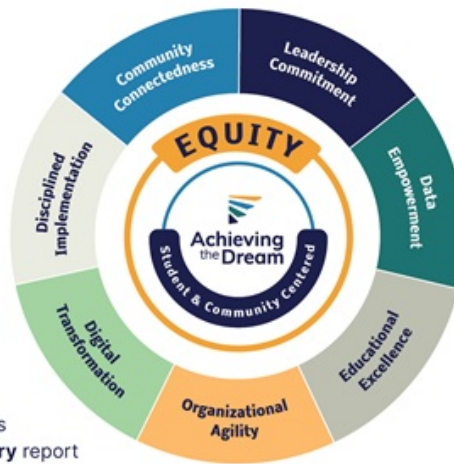 Community
Connectedness
Leadership
Commitment
Data
Empowerment
Educational
Excellence
Organizational
Agility
Digital
Transformation
Disciplined
Implementation
EQUITY
Achieving
the Dream
Student & Community Centered
s
ry report